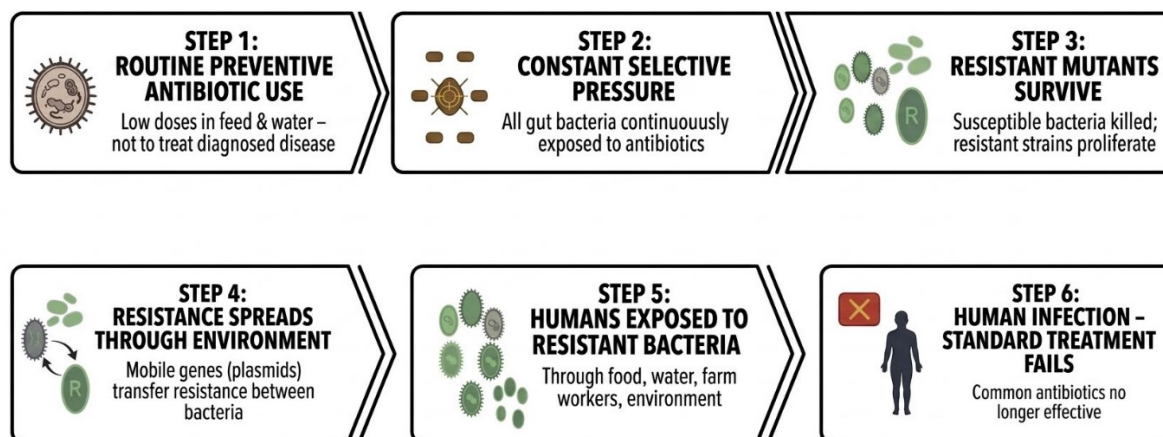 STEP 1:
ROUTINE PREVENTIVE
ANTIBIOTIC USE
Low doses in feed & water –
not to treat diagnosed disease
STEP 2:
CONSTANT SELECTIVE
PRESSURE
All gut bacteria continuouusly
exposed to antibiotics
STEP 3:
RESISTANT MUTANTS
SURVIVE
Susceptible bacteria killed;
resistant strains proliferate
R
STEP 4:
RESISTANCE SPREADS
THROUGH ENVIRONMENT
Mobile genes (plasmids)
transfer resistance between
bacteria
R
STEP 5:
HUMANS EXPOSED TO
RESISTANT BACTERIA
Through food, water, farm
workers, environment
STEP 6:
HUMAN INFECTION –
STANDARD TREATMENT
FAILS
Common antibiotics no
longer effective